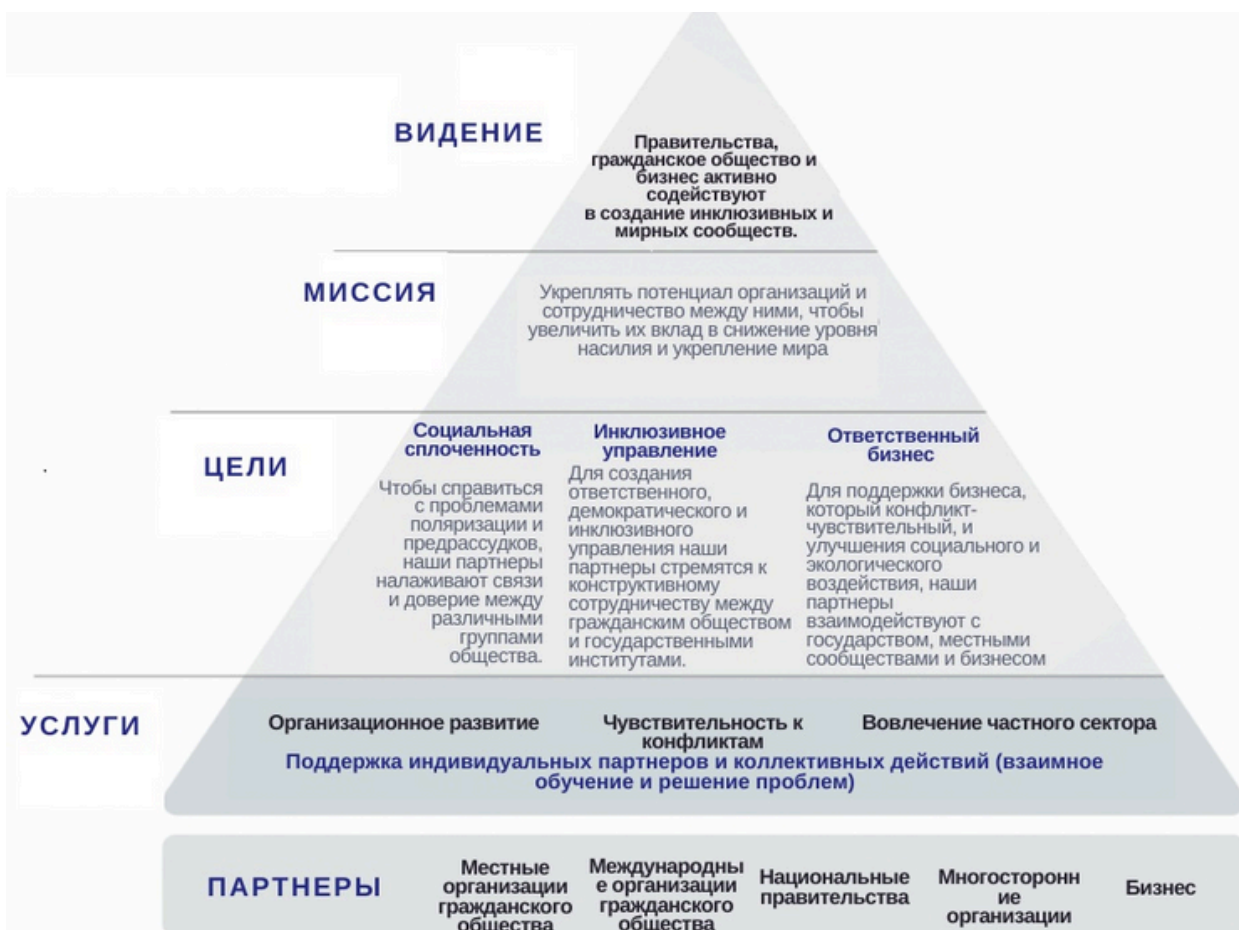 ВИДЕНИЕ
Правительства,
гражданское общество и
бизнес активно
содействуют
в создание инклюзивных и
мирных сообществ.
МИССИЯ
Укреплять потенциал организаций и
сотрудничество между ними, чтобы
увеличить их вклад в снижение уровня
насилия и укрепление мира
ЦЕЛИ
Социальная
сплоченность
Чтобы справиться
с проблемами
поляризации и
предрассудков,
наши партнеры
налаживают связи
и доверие между
различными
группами
общества.
Инклюзивное
управление
Для создания
ответственного,
демократического и
инклюзивного
управления наши
партнеры стремятся к
конструктивному
сотрудничеству между
гражданским обществом
и государственными
институтами.
Ответственный
бизнес
Для поддержки бизнеса,
который конфликт-
чувствительный, и
улучшения социального и
экологического
воздействия, наши
партнеры
взаимодействуют с
государством, местными
сообществами и бизнесом
УСЛУГИ
Организационное развитие
Чувствительность к
конфликтам
Вовлечение частного сектора
Поддержка индивидуальных партнеров и коллективных действий (взаимное
обучение и решение проблем)
ПАРТНЕРЫ
Местные
организации
гражданского
общества
Международны
е организации
гражданского
общества
Национальные
правительства
Многосторонн
ие
организации
Бизнес